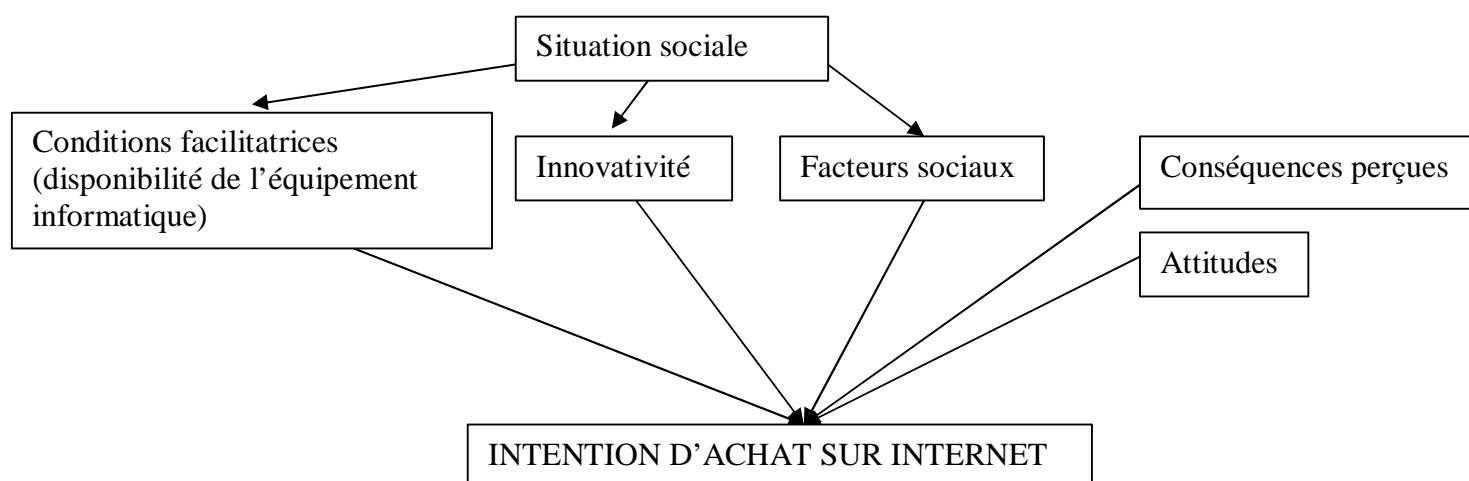 Situation sociale
Conditions facilitatrices
(disponibilité de l’équipement
informatique)
Innovativité
Facteurs sociaux
Conséquences perçues
Attitudes
INTENTION D’ACHAT SUR INTERNET